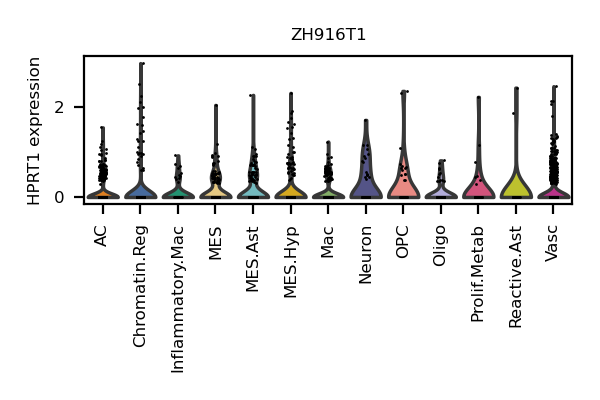 ZH916T1
HPRT1 expression
2
0
AC
Chromatin.Reg
Inflammatory.Mac
MES
MES.Ast
MES.Hyp
Mac
Neuron
OPC
Oligo
Prolif.Metab
Reactive.Ast
Vasc